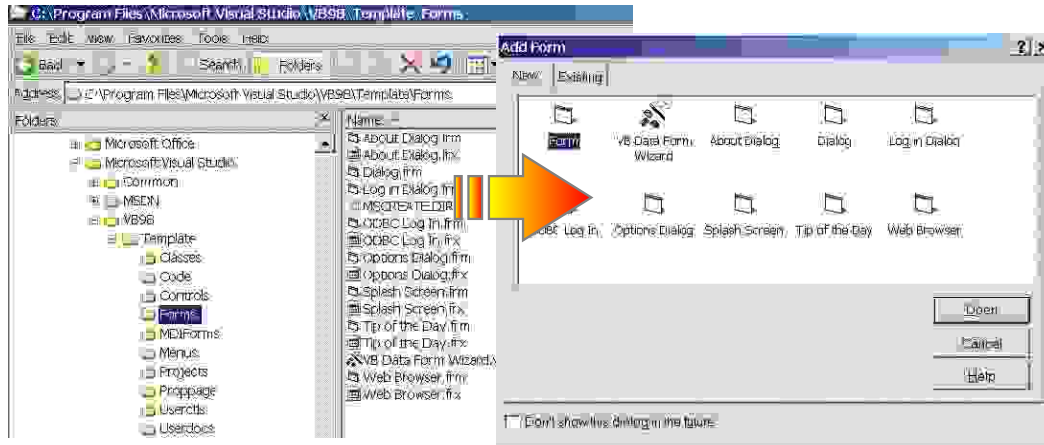 C:\Program Files\Microsoft Visual Studio\VB98\Template\Forms
File Edit View Favorites Tools Help
Back Search Folders
Address C:\Program Files\Microsoft Visual Studio\VB98\Template\Forms
Folders
Microsoft Office
Microsoft Visual Studio
Common
MSDN
VB98
Template
Classes
Code
Controls
Forms
MDIForms
Menus
Projects
Proppage
Userctls
Userdocs
Name
About Dialog.frm
About Dialog.frx
Dialog.frm
Log in Dialog.frm
MSCREATE.DIR
ODBC Log In.frm
ODBC Log In.frx
Options Dialog.frm
Options Dialog.frx
Splash Screen.frm
Splash Screen.frx
Tip of the Day.frm
Tip of the Day.frx
VB Data Form Wizard.
Web Browser.frm
Web Browser.frx
Add Form
New Existing
Form VB Data Form Wizard About Dialog Dialog Log in Dialog
ODBC Log In Options Dialog Splash Screen Tip of the Day Web Browser
Open
Cancel
Help
Don't show this dialog in the future